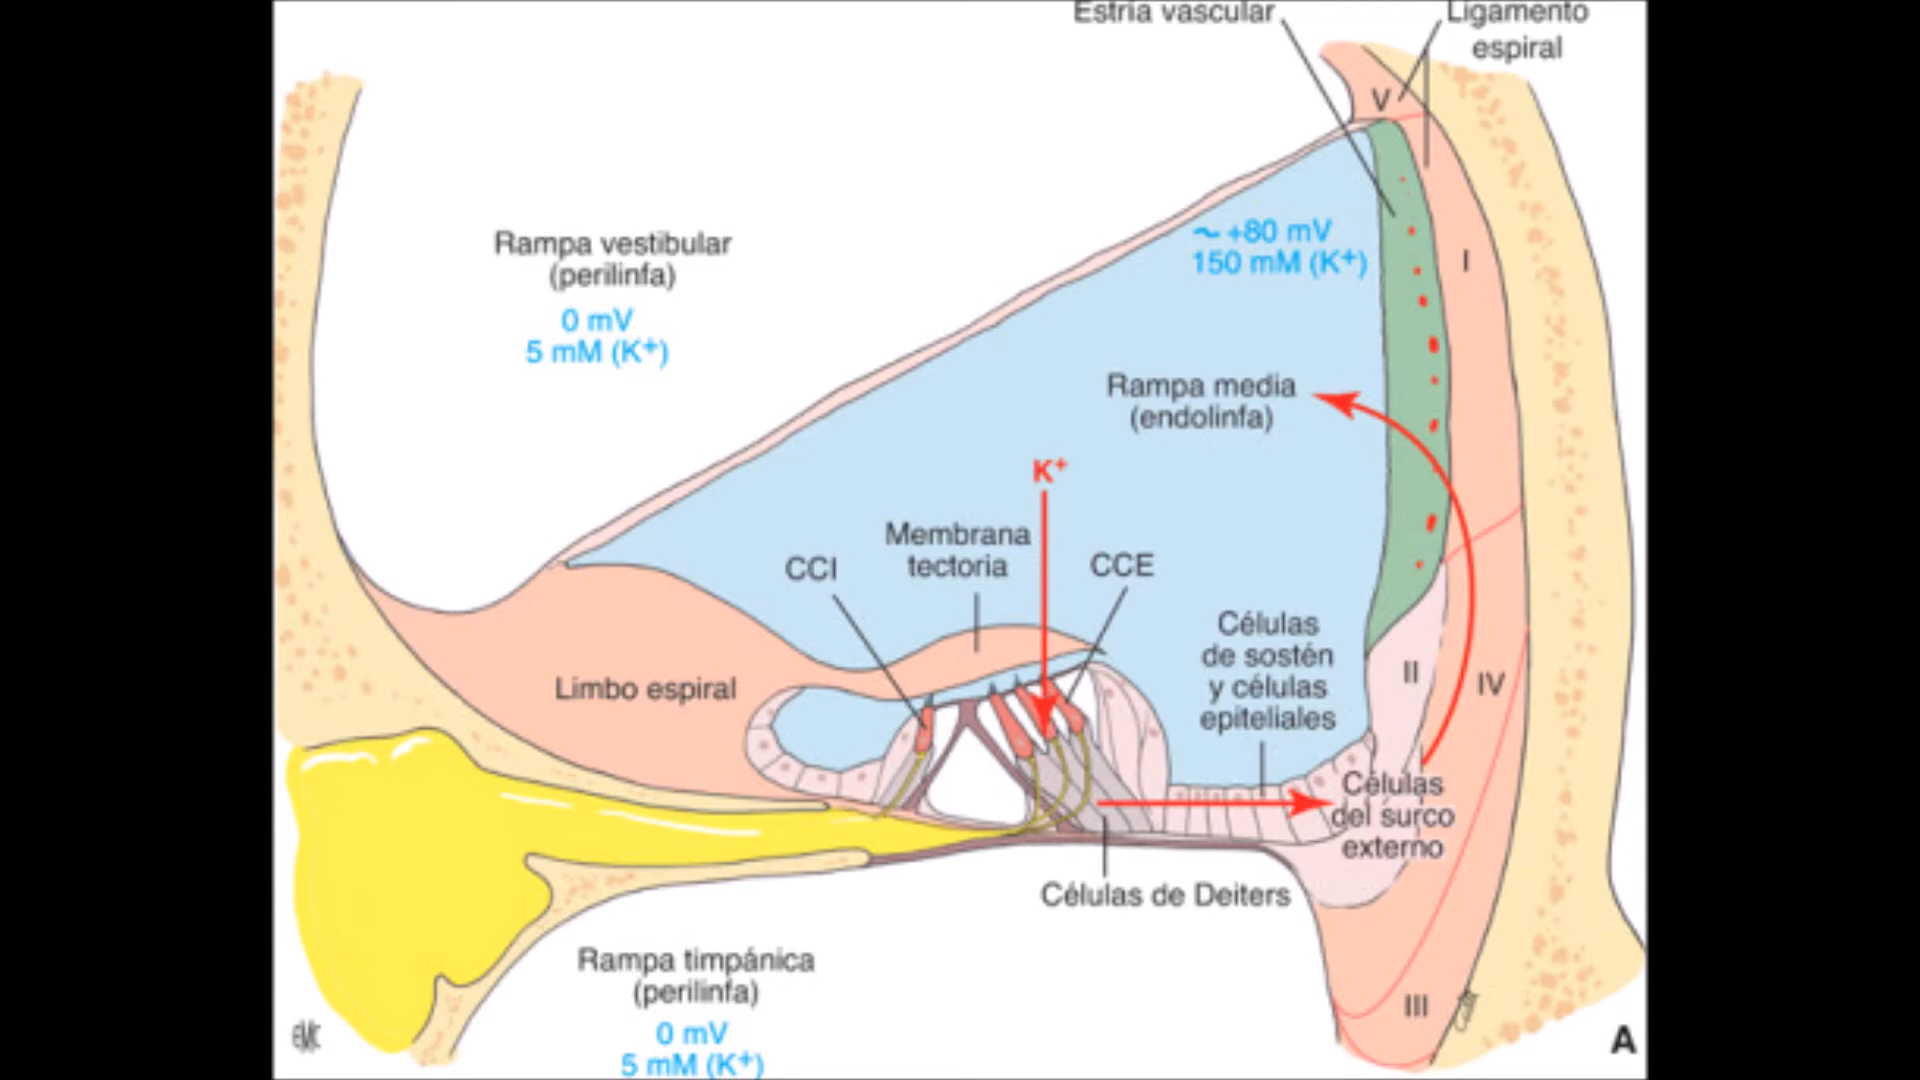 Estría vascular
Ligamento
espiral
V
I
~ +80 mV
150 mM (K+)
Rampa vestibular
(perilinfa)
0 mV
5 mM (K+)
Rampa media
(endolinfa)
K+
Membrana
tectoria
CCI
CCE
Células
de sostén
y células
epiteliales
Limbo espiral
II
IV
Células
del surco
externo
Células de Deiters
Rampa timpánica
(perilinfa)
0 mV
5 mM (K+)
III
EMC
A